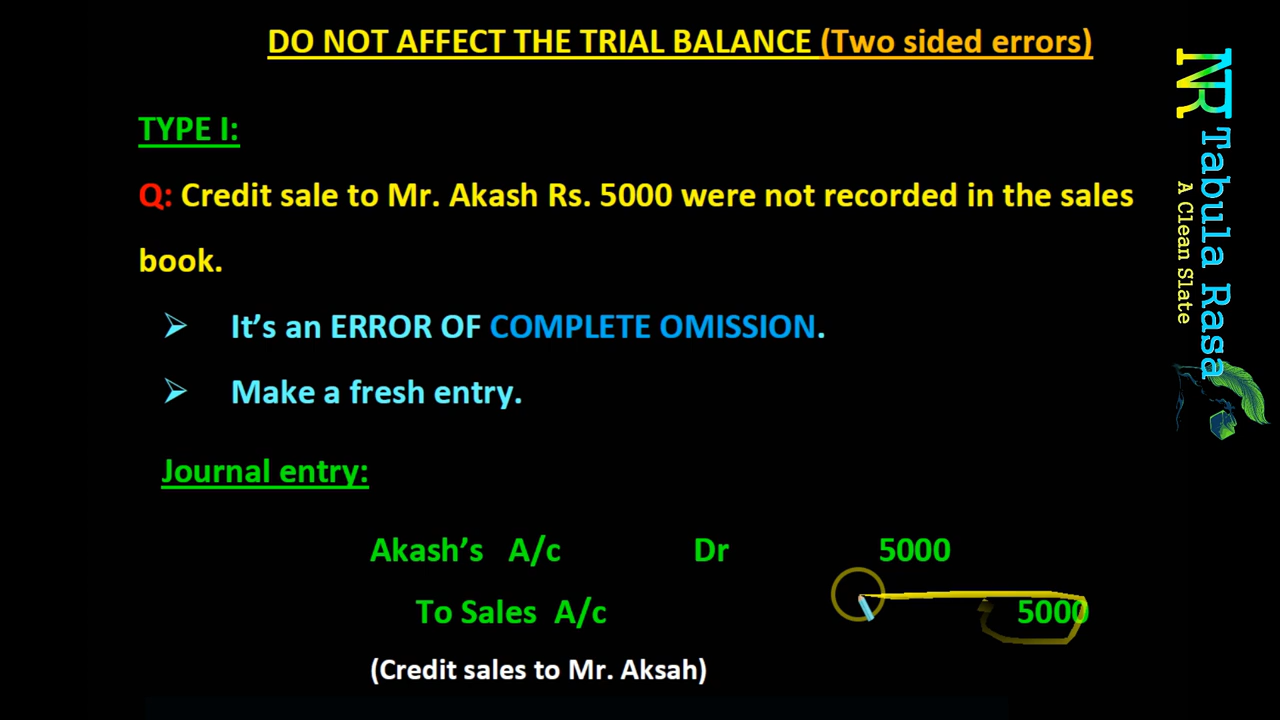 DO NOT AFFECT THE TRIAL BALANCE (Two sided errors)
TYPE I:
Q: Credit sale to Mr. Akash Rs. 5000 were not recorded in the sales
book.
➢ It’s an ERROR OF COMPLETE OMISSION.
➢ Make a fresh entry.
Journal entry:
Akash’s A/c Dr 5000
To Sales A/c 5000
(Credit sales to Mr. Aksah)
NR
Tabula Rasa
A Clean Slate